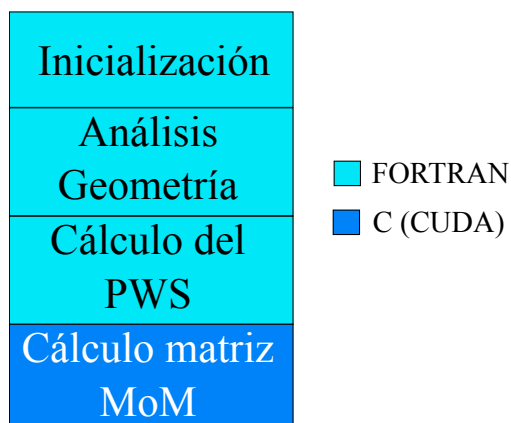 Inicialización
Análisis
Geometría
Cálculo del
PWS
Cálculo matriz
MoM
FORTRAN
C (CUDA)